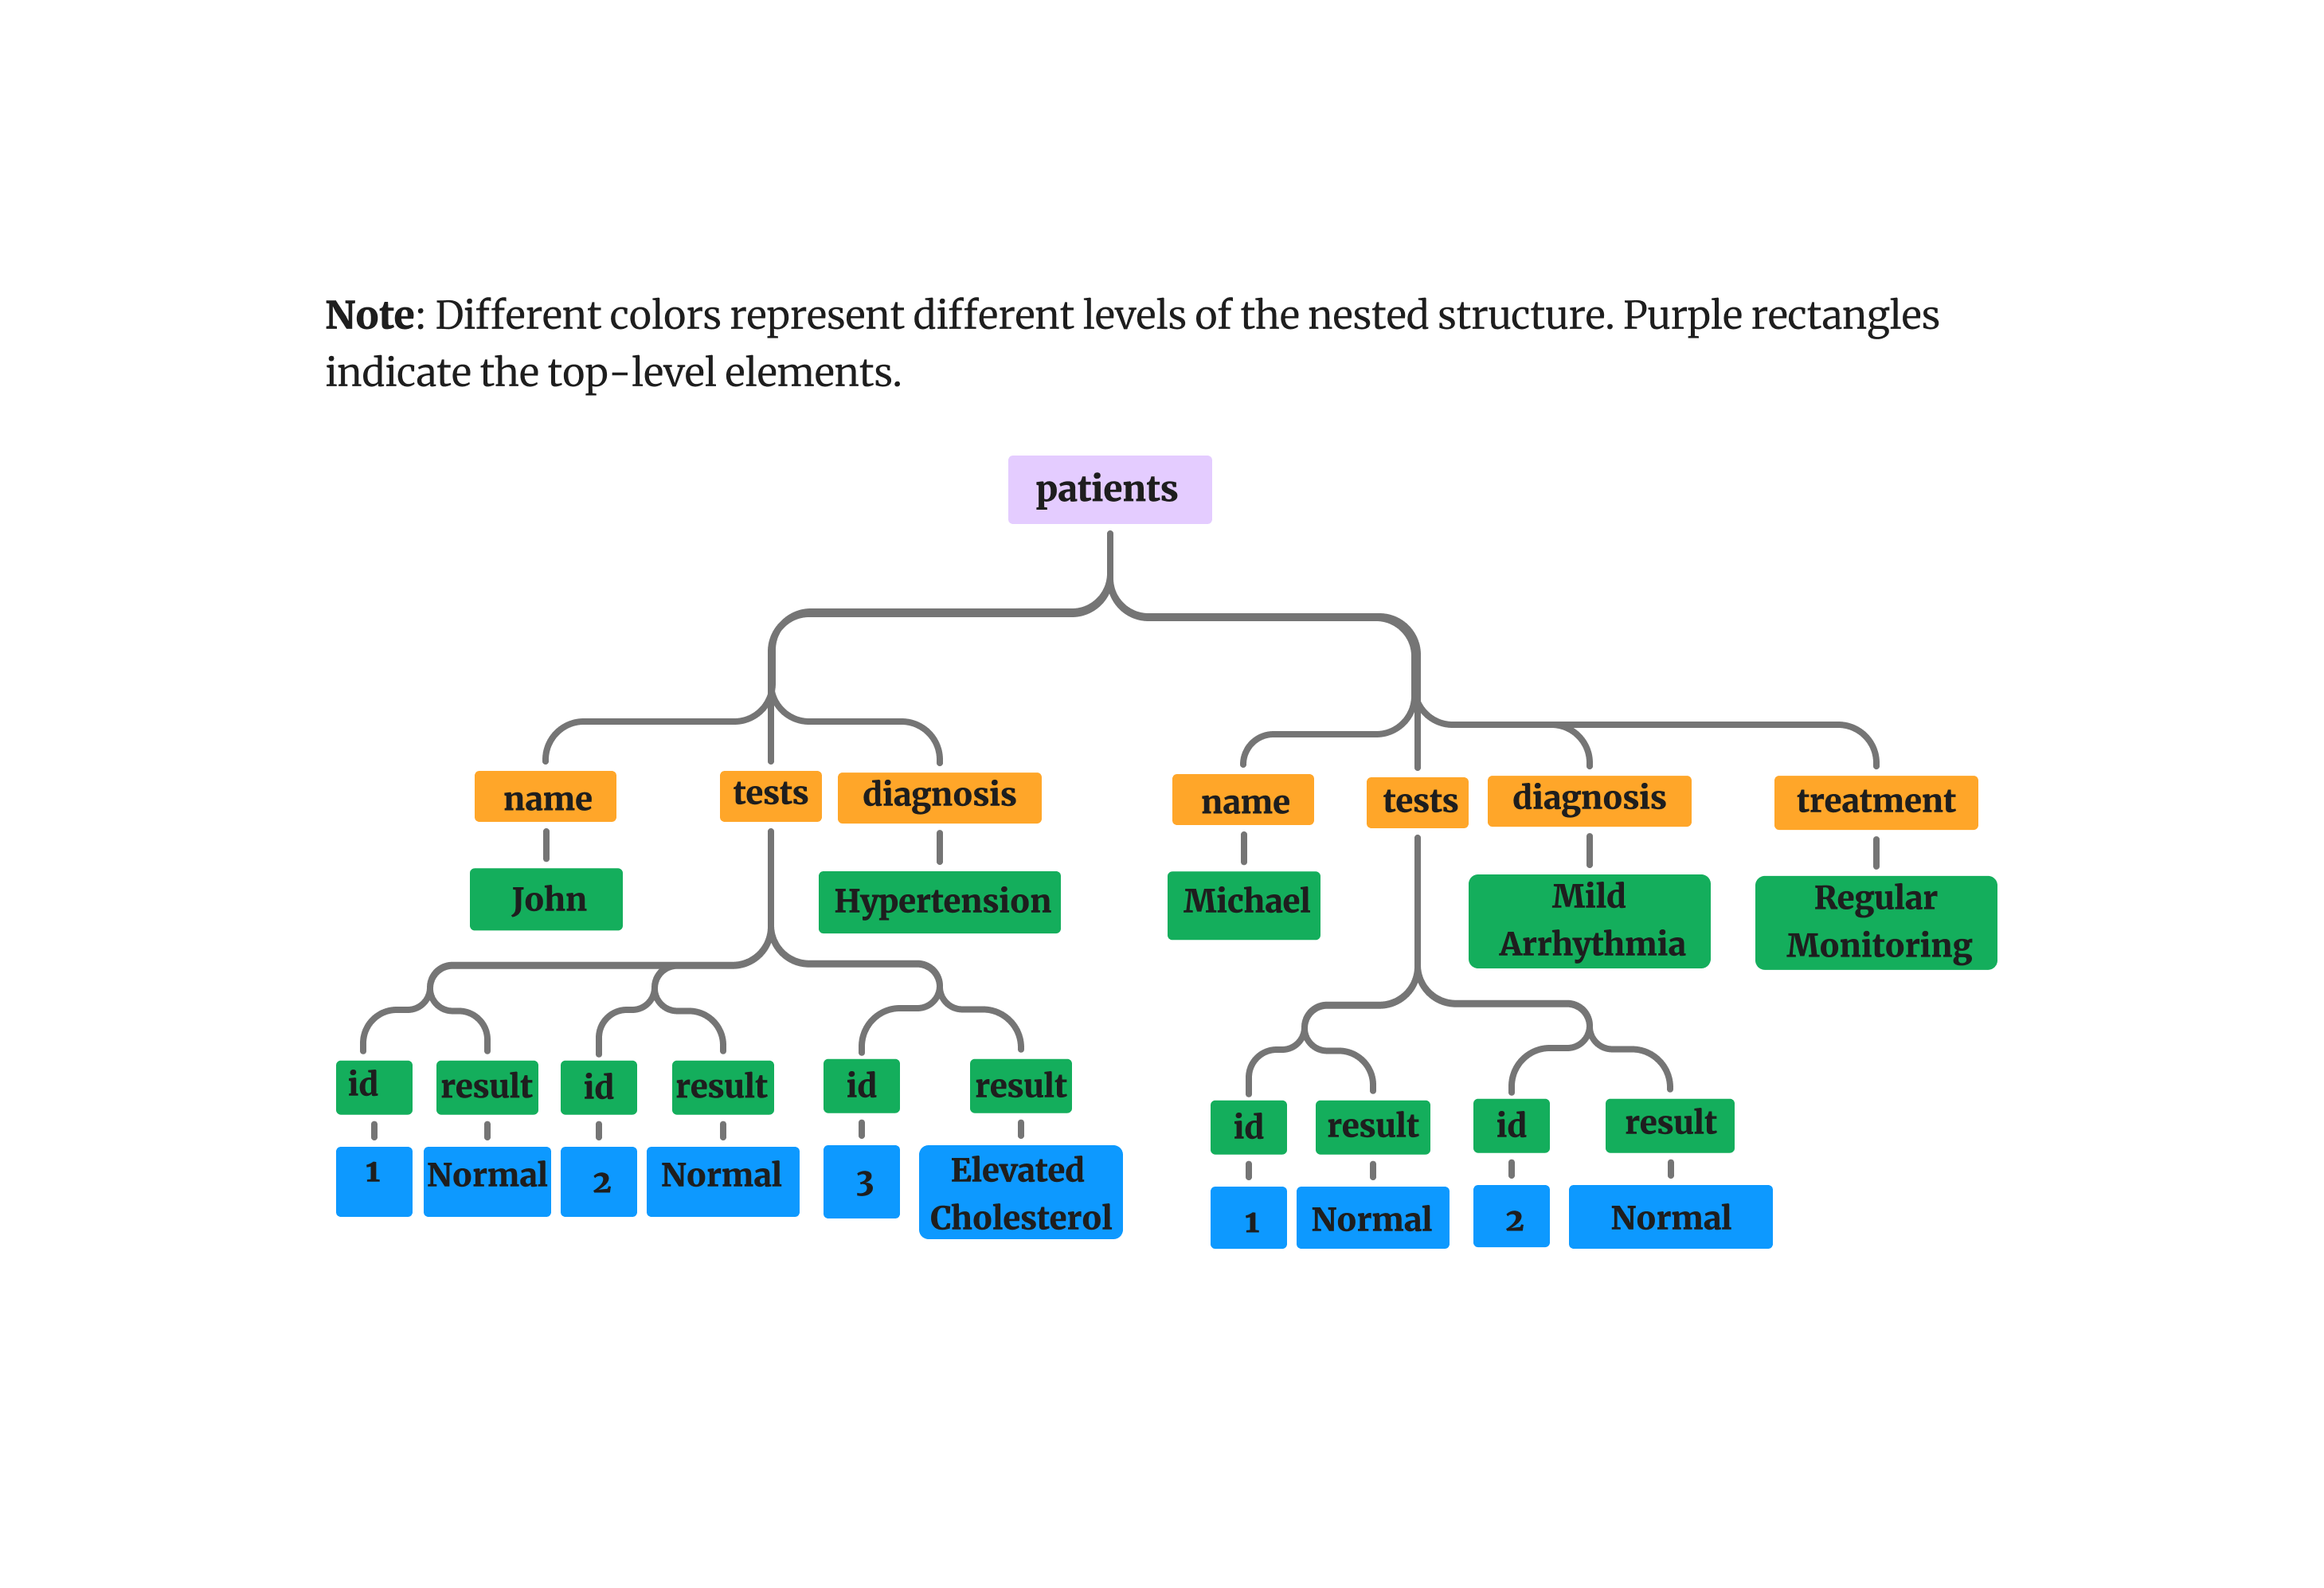 Note: Different colors represent different levels of the nested structure. Purple rectangles
indicate the top-level elements.
patients
name
tests
diagnosis
name
tests
diagnosis
treatment
John
Hypertension
Michael
Mild
Arrhythmia
Regular
Monitoring
id
result
id
result
id
result
id
result
id
result
1
Normal
2
Normal
3
Elevated
Cholesterol
1
Normal
2
Normal